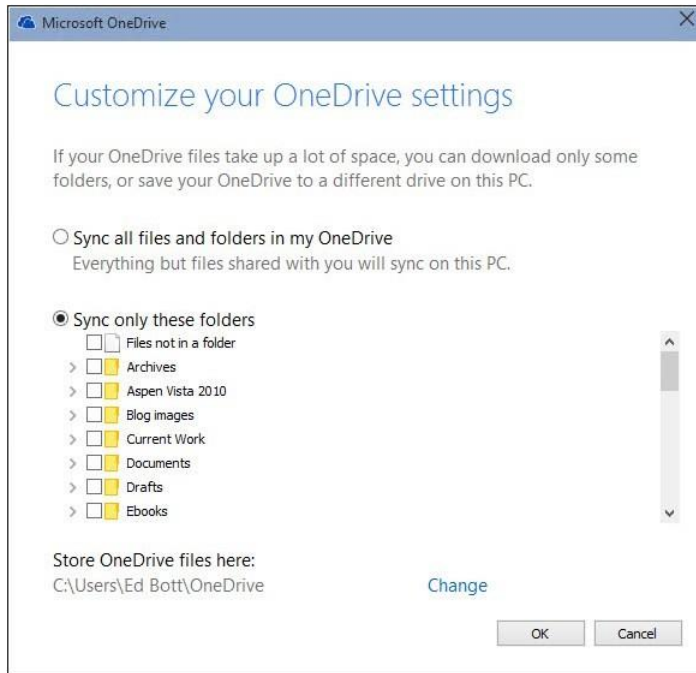 Microsoft OneDrive
Customize your OneDrive settings
If your OneDrive files take up a lot of space, you can download only some
folders, or save your OneDrive to a different drive on this PC.
Sync all files and folders in my OneDrive
Everything but files shared with you will sync on this PC.
Sync only these folders
Files not in a folder
Archives
Aspen Vista 2010
Blog images
Current Work
Documents
Drafts
Ebooks
Store OneDrive files here:
C:\Users\Ed Bott\OneDrive Change
OK Cancel